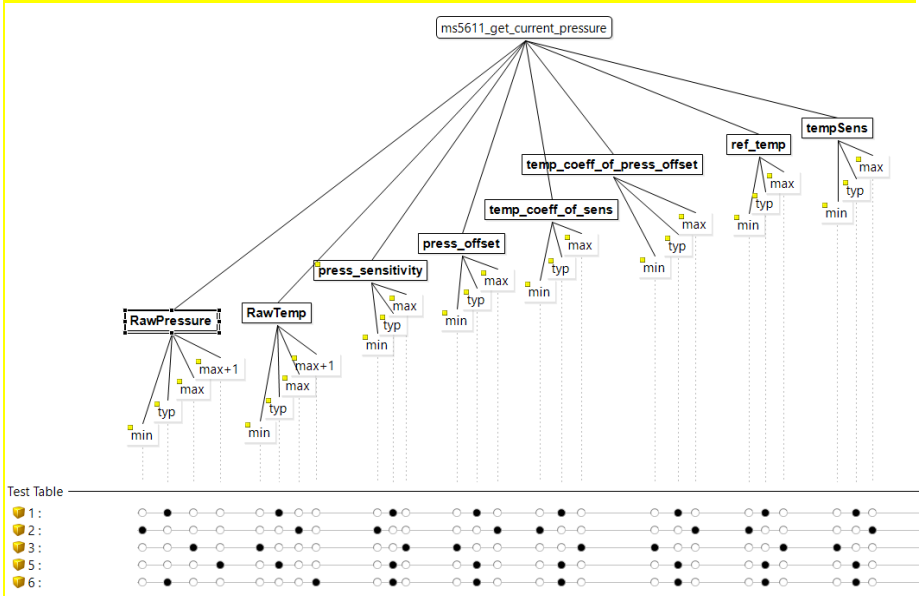 ms5611_get_current_pressure
tempSens
ref_temp
max
temp_coeff_of_press_offset
max
typ
typ
min
temp_coeff_of_sens
max
min
press_offset
max
typ
press_sensitivity
max
typ
min
typ
min
RawPressure
RawTemp
max
typ
min
min
max+1
max+1
max
max
typ
typ
min
min
Test Table
1 :
2 :
3 :
5 :
6 :